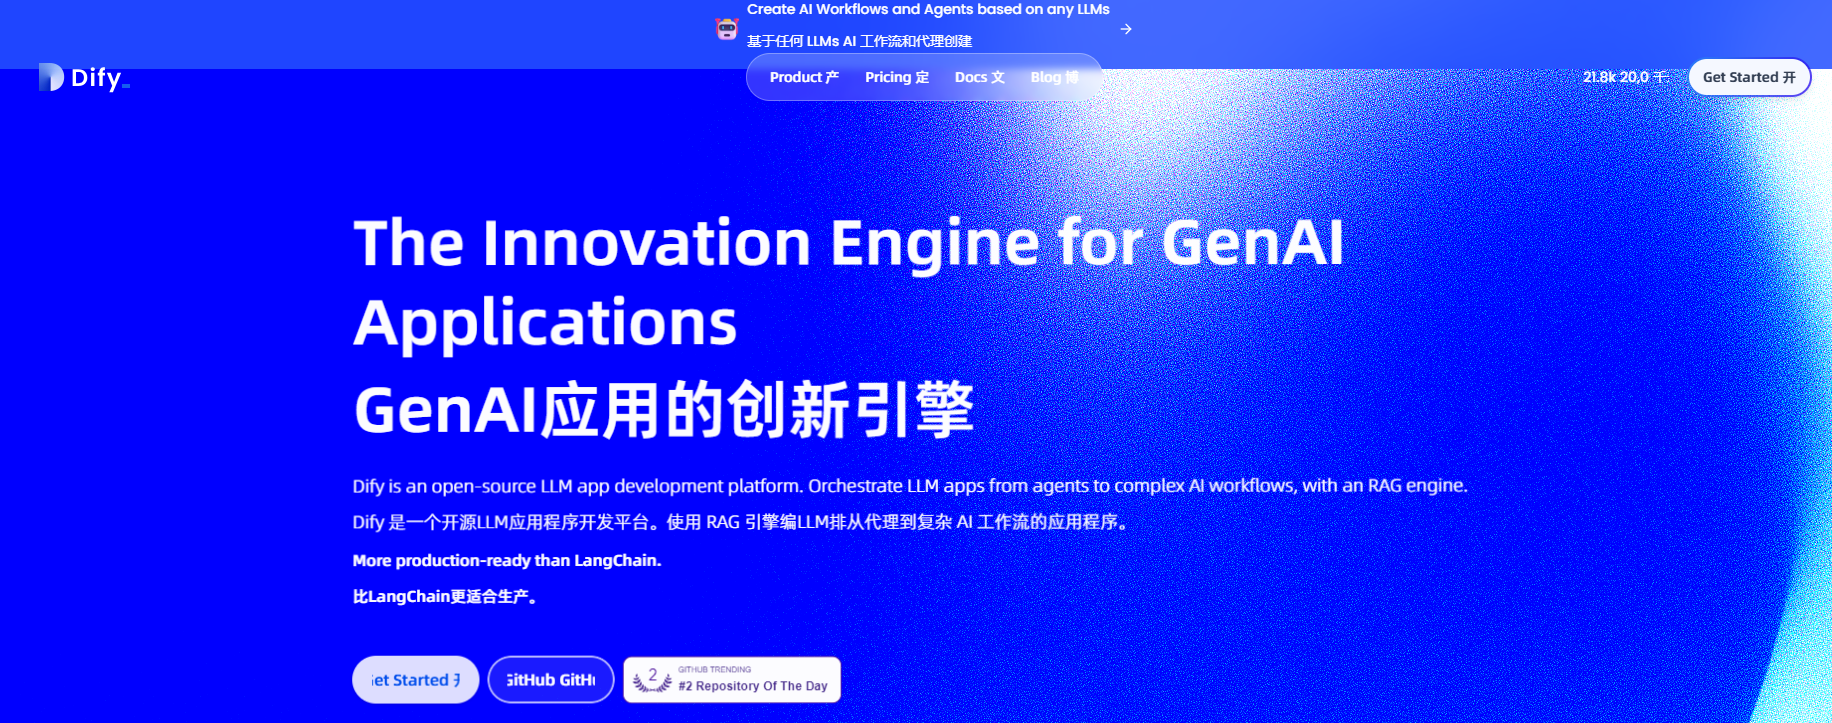 Create AI Workflows and Agents based on any LLMs
基于任何 LLMs AI 工作流和代理创建
Dify_
Product 产 Pricing 定 Docs 文 Blog 博
21.8k 20,0 千.
Get Started 开
The Innovation Engine for GenAI
Applications
GenAI应用的创新引擎
Dify is an open-source LLM app development platform. Orchestrate LLM apps from agents to complex AI workflows, with an RAG engine.
Dify 是一个开源LLM应用程序开发平台。使用 RAG 引擎编LLM排从代理到复杂 AI 工作流的应用程序。
More production-ready than LangChain.
比LangChain更适合生产。
Get Started 开
GitHub GitHu
2 GITHUB TRENDING
#2 Repository Of The Day